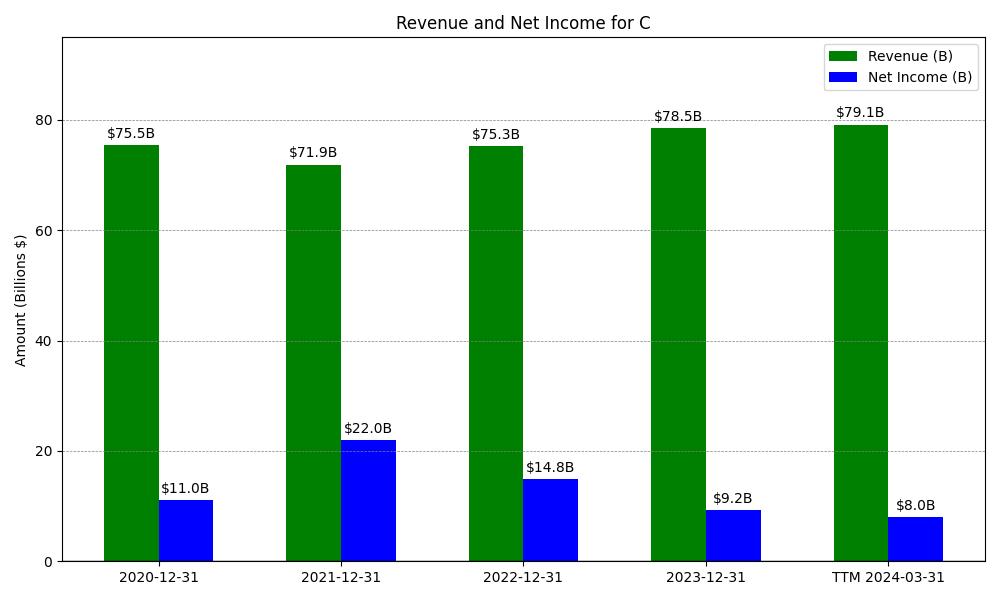 Revenue and Net Income for C
Revenue (B)
Net Income (B)
Amount (Billions $)
80
60
40
20
0
$75.5B
$71.9B
$75.3B
$78.5B
$79.1B
$11.0B
$22.0B
$14.8B
$9.2B
$8.0B
2020-12-31
2021-12-31
2022-12-31
2023-12-31
TTM 2024-03-31